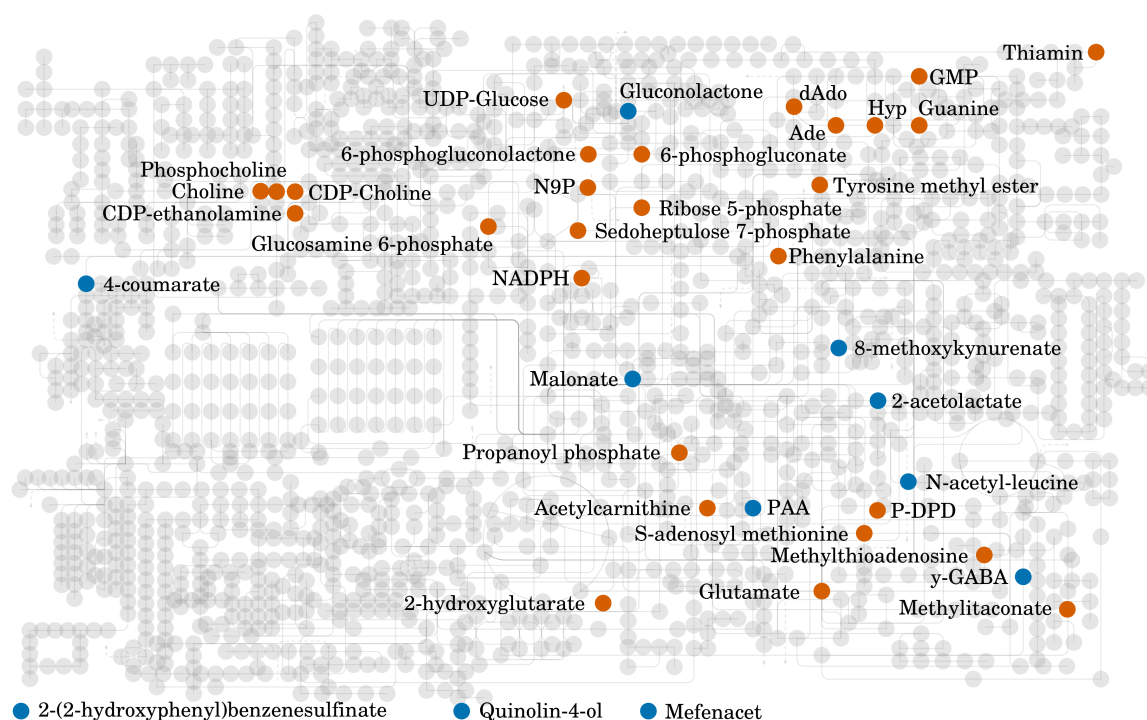 Thiamin
GMP
dAdo
Gluconolactone
UDP-Glucose
Hyp
Guanine
Ade
6-phosphogluconolactone
6-phosphogluconate
Phosphocholine
Choline
CDP-Choline
N9P
Tyrosine methyl ester
CDP-ethanolamine
Ribose 5-phosphate
Sedoheptulose 7-phosphate
Glucosamine 6-phosphate
Phenylalanine
NADPH
4-coumarate
8-methoxykynurenate
Malonate
2-acetolactate
Propanoyl phosphate
N-acetyl-leucine
Acetylcarnithine
PAA
P-DPD
S-adenosyl methionine
Methylthioadenosine
y-GABA
Glutamate
2-hydroxyglutarate
Methylitaconate
2-(2-hydroxyphenyl)benzenesulfinate
Quinolin-4-ol
Mefenacet